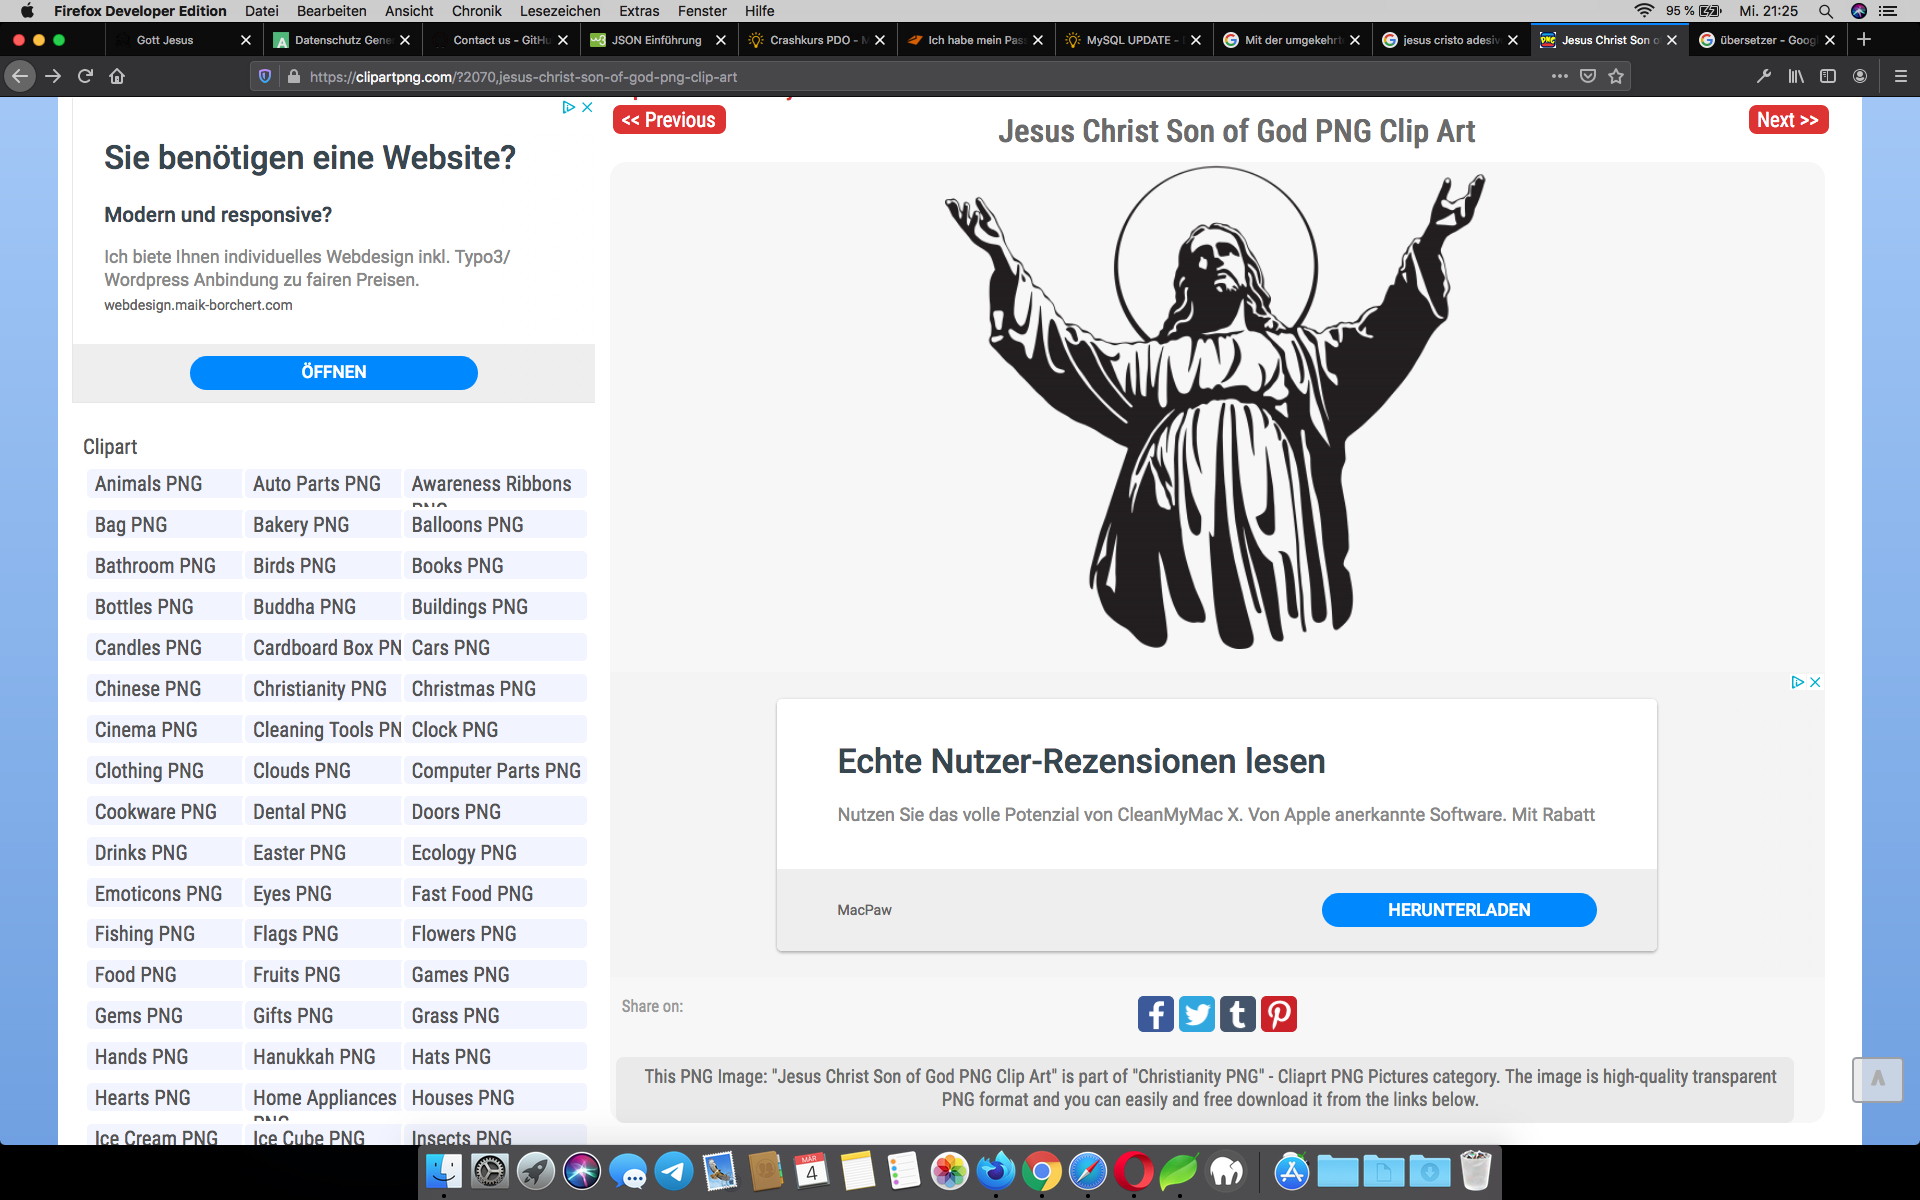 Firefox Developer Edition Datei Bearbeiten Ansicht Chronik Lesezeichen Extras Fenster Hilfe 95 % Mi. 21:25
Gott Jesus Datenschutz Gene Contact us - GitHu JSON Einführung Crashkurs PDO - M Ich habe mein Pas MySQL UPDATE - Mit der umgekehrt jesus cristo adesiv Jesus Christ Son o übersetzer - Goog
https://clipartpng.com/?2070,jesus-christ-son-of-god-png-clip-art
<< Previous
Jesus Christ Son of God PNG Clip Art
Next >>
Sie benötigen eine Website?
Modern und responsive?
Ich biete Ihnen individuelles Webdesign inkl. Typo3/
Wordpress Anbindung zu fairen Preisen.
webdesign.maik-borchert.com
ÖFFNEN
Clipart
Animals PNG Auto Parts PNG Awareness Ribbons
PNG
Bag PNG Bakery PNG Balloons PNG
Bathroom PNG Birds PNG Books PNG
Bottles PNG Buddha PNG Buildings PNG
Candles PNG Cardboard Box PN Cars PNG
Chinese PNG Christianity PNG Christmas PNG
Cinema PNG Cleaning Tools PN Clock PNG
Clothing PNG Clouds PNG Computer Parts PNG
Cookware PNG Dental PNG Doors PNG
Drinks PNG Easter PNG Ecology PNG
Emoticons PNG Eyes PNG Fast Food PNG
Fishing PNG Flags PNG Flowers PNG
Food PNG Fruits PNG Games PNG
Gems PNG Gifts PNG Grass PNG
Hands PNG Hanukkah PNG Hats PNG
Hearts PNG Home Appliances Houses PNG
PNG
Ice Cream PNG Ice Cube PNG Insects PNG
Echte Nutzer-Rezensionen lesen
Nutzen Sie das volle Potenzial von CleanMyMac X. Von Apple anerkannte Software. Mit Rabatt
MacPaw
HERUNTERLADEN
Share on:
This PNG Image: "Jesus Christ Son of God PNG Clip Art" is part of "Christianity PNG" - Cliaprt PNG Pictures category. The image is high-quality transparent
PNG format and you can easily and free download it from the links below.
MÄR
4